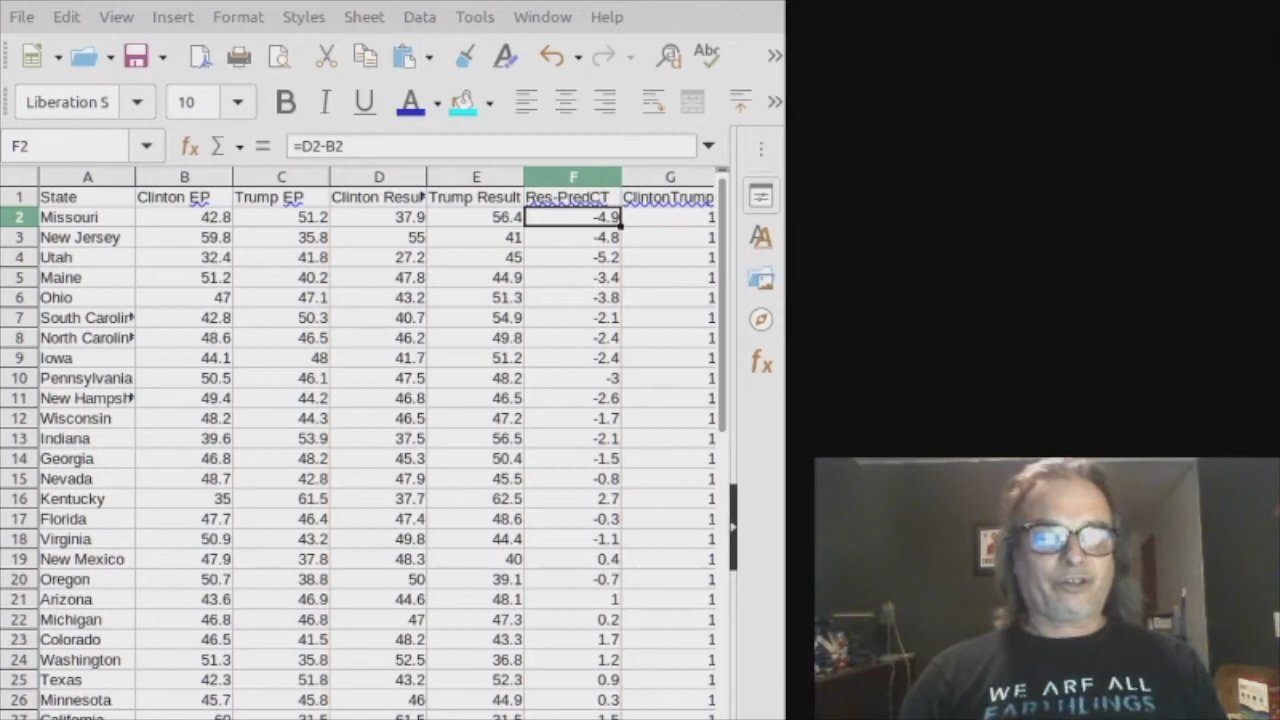 File Edit View Insert Format Styles Sheet Data Tools Window Help
Liberation S 10
F2 =D2-B2
A B C D E F G
1 State Clinton EP Trump EP Clinton Resu Trump Result Res-PredCT ClintonTrump
2 Missouri 42.8 51.2 37.9 56.4 -4.9 1
3 New Jersey 59.8 35.8 55 41 -4.8 1
4 Utah 32.4 41.8 27.2 45 -5.2 1
5 Maine 51.2 40.2 47.8 44.9 -3.4 1
6 Ohio 47 47.1 43.2 51.3 -3.8 1
7 South Carolin 42.8 50.3 40.7 54.9 -2.1 1
8 North Carolin 48.6 46.5 46.2 49.8 -2.4 1
9 Iowa 44.1 48 41.7 51.2 -2.4 1
10 Pennsylvania 50.5 46.1 47.5 48.2 -3 1
11 New Hampsh 49.4 44.2 46.8 46.5 -2.6 1
12 Wisconsin 48.2 44.3 46.5 47.2 -1.7 1
13 Indiana 39.6 53.9 37.5 56.5 -2.1 1
14 Georgia 46.8 48.2 45.3 50.4 -1.5 1
15 Nevada 48.7 42.8 47.9 45.5 -0.8 1
16 Kentucky 35 61.5 37.7 62.5 2.7 1
17 Florida 47.7 46.4 47.4 48.6 -0.3 1
18 Virginia 50.9 43.2 49.8 44.4 -1.1 1
19 New Mexico 47.9 37.8 48.3 40 0.4 1
20 Oregon 50.7 38.8 50 39.1 -0.7 1
21 Arizona 43.6 46.9 44.6 48.1 1 1
22 Michigan 46.8 46.8 47 47.3 0.2 1
23 Colorado 46.5 41.5 48.2 43.3 1.7 1
24 Washington 51.3 35.8 52.5 36.8 1.2 1
25 Texas 42.3 51.8 43.2 52.3 0.9 1
26 Minnesota 45.7 45.8 46 44.9 0.3 1
27 California 60 31.5 61.5 31.5 1.5 1
WE ARE ALL
EARTHLINGS